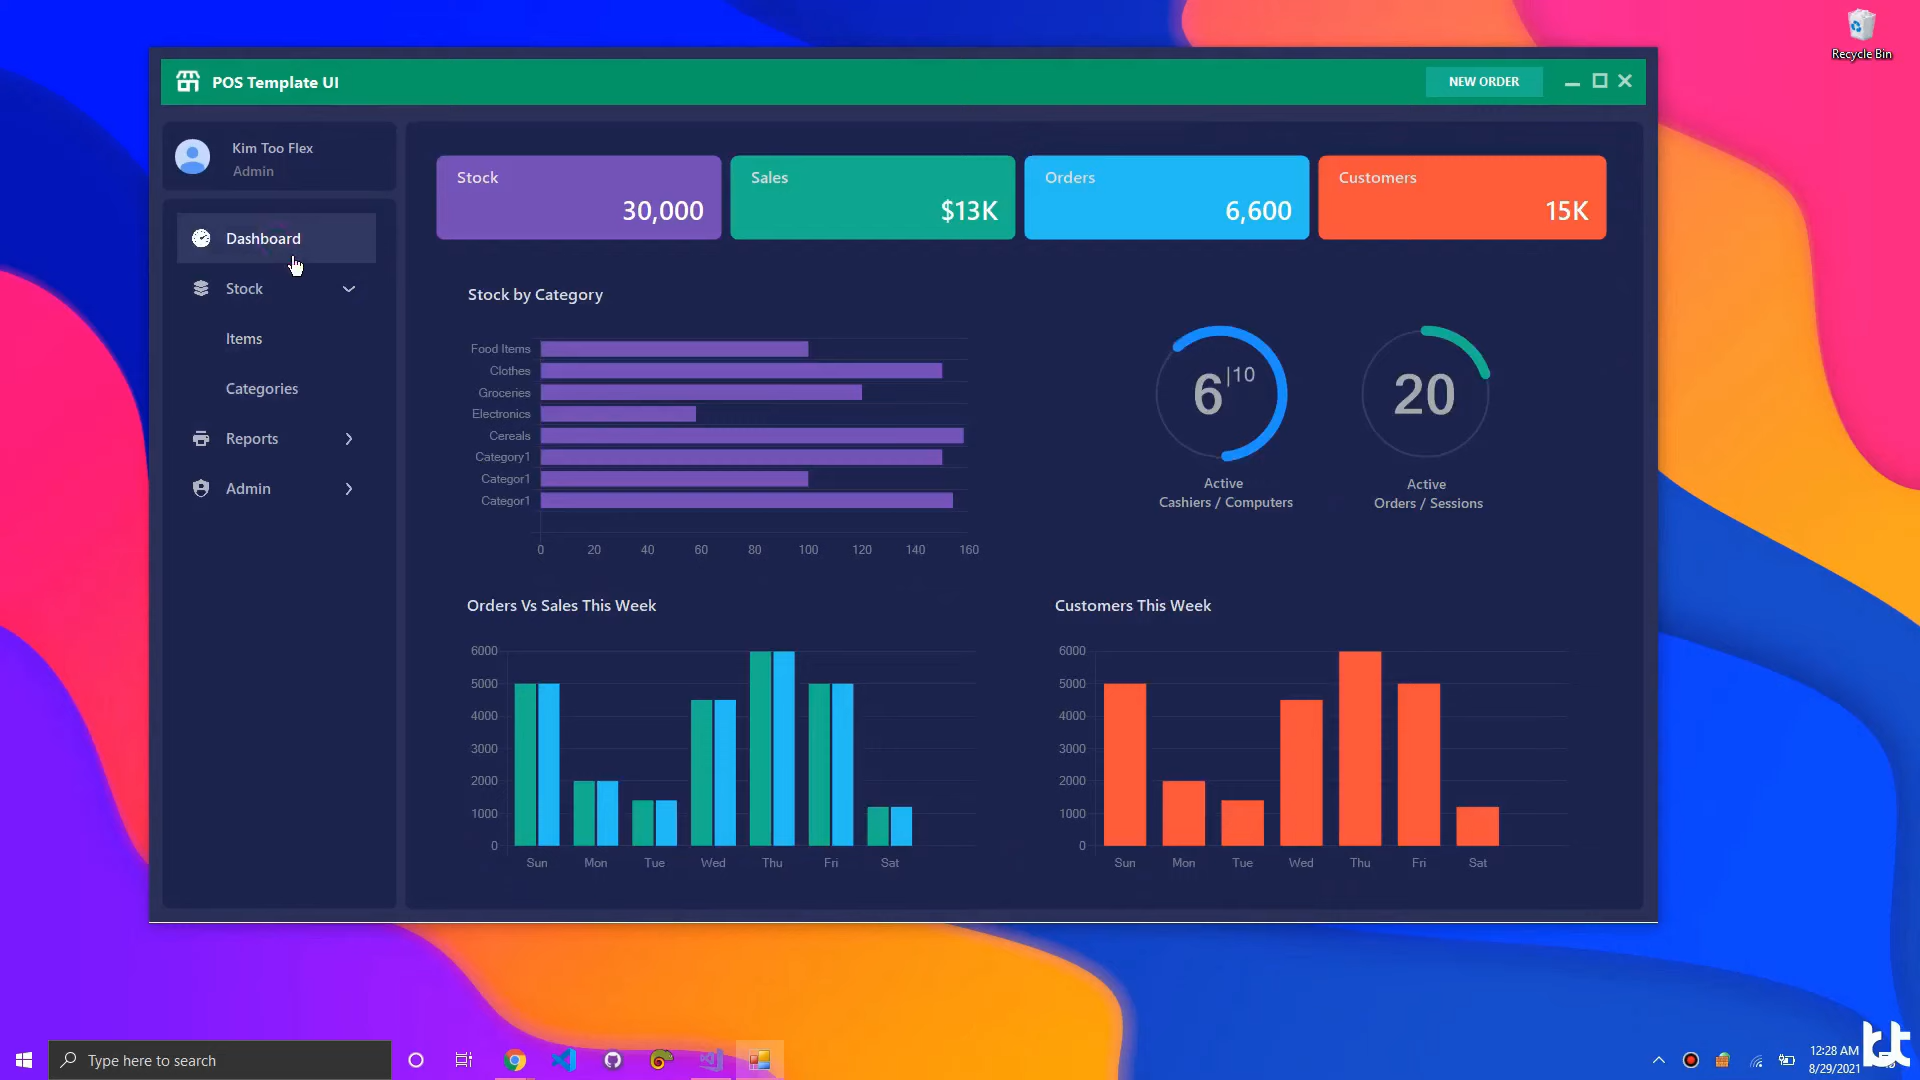 Recycle Bin
POS Template UI
NEW ORDER
Kim Too Flex
Admin
Dashboard
Stock
Items
Categories
Reports
Admin
Stock
30,000
Sales
$13K
Orders
6,600
Customers
15K
Stock by Category
Food Items
Clothes
Groceries
Electronics
Cereals
Category1
Categor1
Categor1
0 20 40 60 80 100 120 140 160
6 |10
Active
Cashiers / Computers
20
Active
Orders / Sessions
Orders Vs Sales This Week
6000
5000
4000
3000
2000
1000
0
Sun Mon Tue Wed Thu Fri Sat
Customers This Week
6000
5000
4000
3000
2000
1000
0
Sun Mon Tue Wed Thu Fri Sat
Type here to search
12:28 AM
8/29/2021